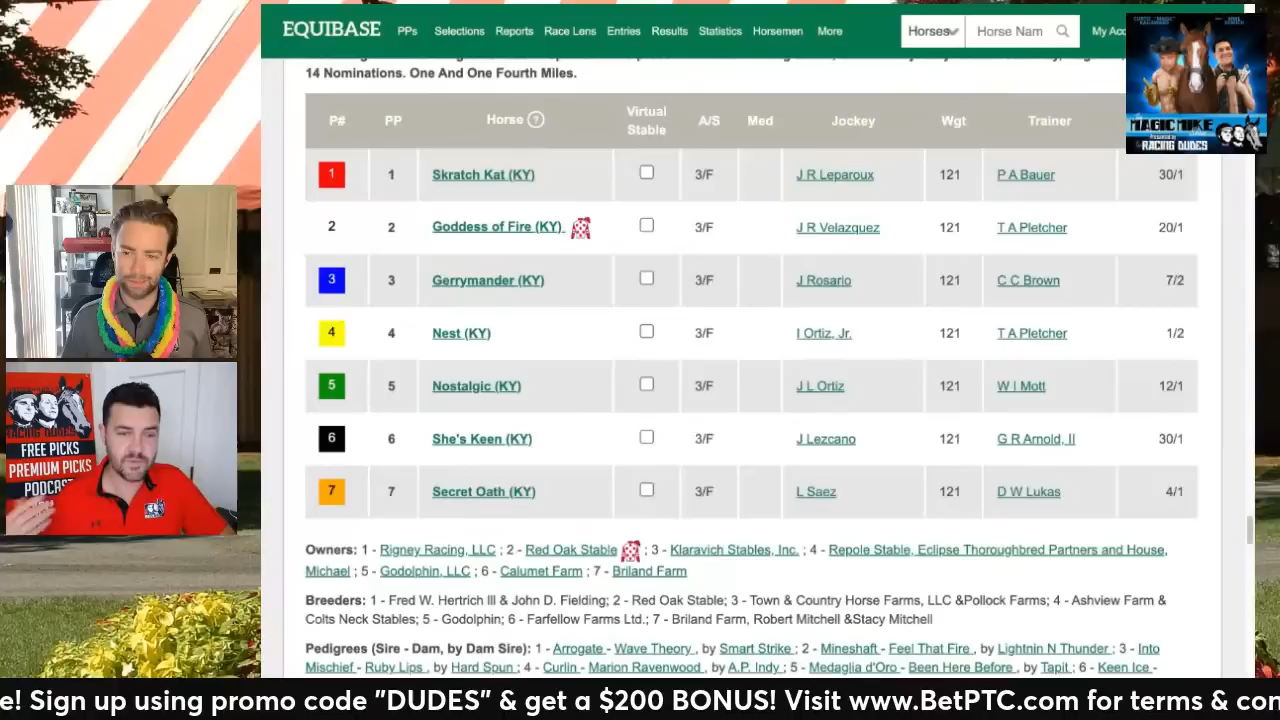 EQUIBASE
PPs Selections Reports Race Lens Entries Results Statistics Horsemen More
Horses Horse Nam My Acc
14 Nominations. One And One Fourth Miles.
P# PP Horse ? Virtual Stable A/S Med Jockey Wgt Trainer
1 1 Skratch Kat (KY) 3/F J R Leparoux 121 P A Bauer 30/1
2 2 Goddess of Fire (KY) 3/F J R Velazquez 121 T A Pletcher 20/1
3 3 Gerrymander (KY) 3/F J Rosario 121 C C Brown 7/2
4 4 Nest (KY) 3/F I Ortiz, Jr. 121 T A Pletcher 1/2
5 5 Nostalgic (KY) 3/F J L Ortiz 121 W I Mott 12/1
6 6 She's Keen (KY) 3/F J Lezcano 121 G R Arnold, II 30/1
7 7 Secret Oath (KY) 3/F L Saez 121 D W Lukas 4/1
Owners: 1 - Rigney Racing, LLC ; 2 - Red Oak Stable ; 3 - Klaravich Stables, Inc. ; 4 - Repole Stable, Eclipse Thoroughbred Partners and House,
Michael ; 5 - Godolphin, LLC ; 6 - Calumet Farm ; 7 - Briland Farm
Breeders: 1 - Fred W. Hertrich III & John D. Fielding; 2 - Red Oak Stable; 3 - Town & Country Horse Farms, LLC &Pollock Farms; 4 - Ashview Farm &
Colts Neck Stables; 5 - Godolphin; 6 - Farfellow Farms Ltd.; 7 - Briland Farm, Robert Mitchell &Stacy Mitchell
Pedigrees (Sire - Dam, by Dam Sire): 1 - Arrogate - Wave Theory , by Smart Strike ; 2 - Mineshaft - Feel That Fire , by Lightnin N Thunder ; 3 - Into
Mischief - Ruby Lips , by Hard Spun ; 4 - Curlin - Marion Ravenwood , by A.P. Indy ; 5 - Medaglia d'Oro - Been Here Before , by Tapit ; 6 - Keen Ice -
MAGIC MIKE
RACING DUDES
RACING DUDES
FREE PICKS
PREMIUM PICKS
PODCAS
e! Sign up using promo code "DUDES" & get a $200 BONUS! Visit www.BetPTC.com for terms & con